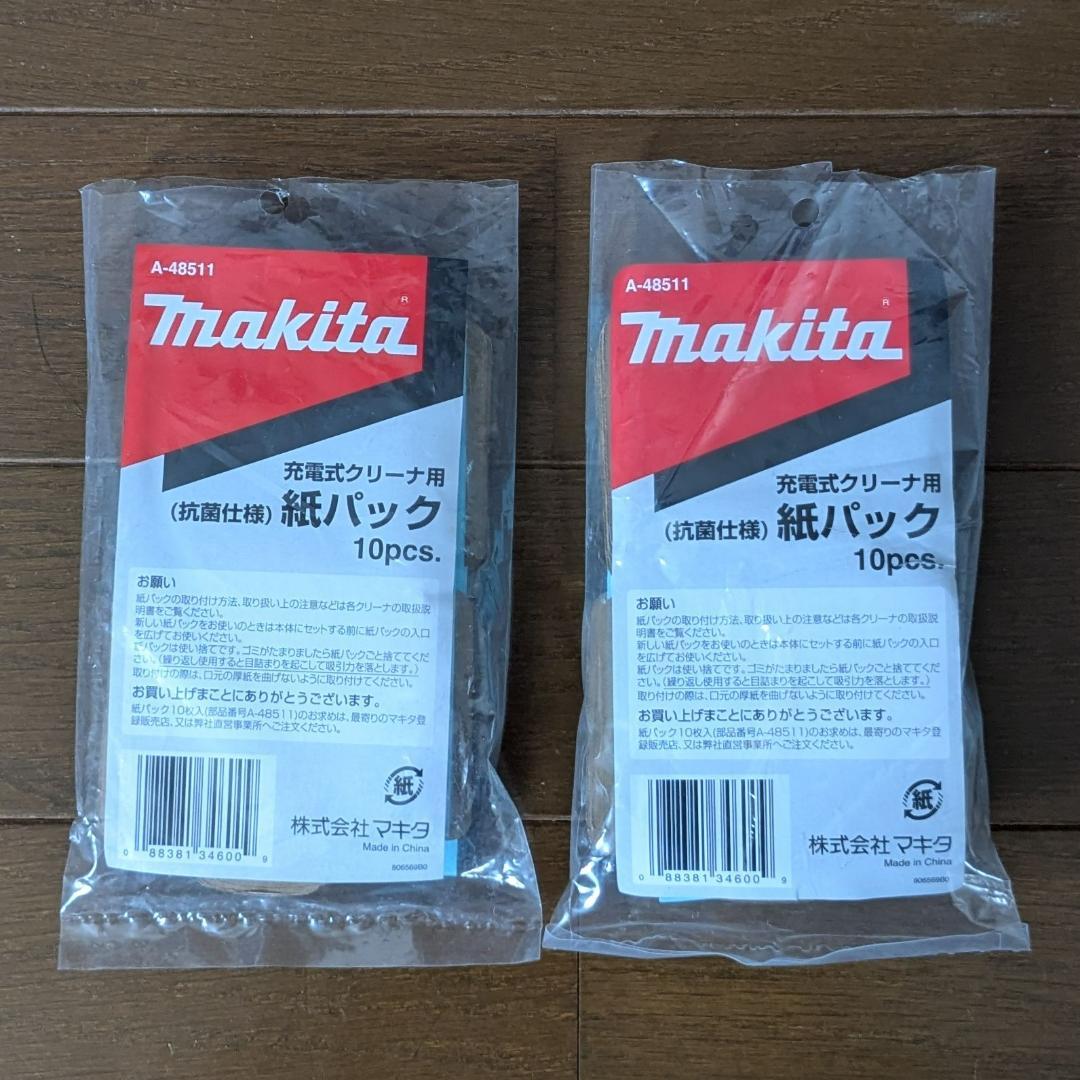 A-48511
makita
R
充電式クリーナ用
(抗菌仕様) 紙パック
10pcs.
お願い
紙パックの取り付け方法、取り扱い上の注意などは各クリーナの取扱説
明書をご覧ください。
新しい紙パックをお使いのときは本体にセットする前に紙パックの入口
を広げてお使いください。
紙パックは使い捨てです。ゴミがたまりましたら紙パックごと捨ててくだ
さい。(繰り返し使用すると目詰まりを起こして吸引力を落とします。)
取り付けの際は、口元の厚紙を曲げないように取り付けてください。
お買い上げまことにありがとうございます。
紙パック10枚入(部品番号A-48511)のお求めは、最寄りのマキタ登
録販売店、又は弊社直営事業所へご注文ください。
紙
株式会社 マキタ
Made in China
0 88381 34600 9
806569B0
A-48511
makita
R
充電式クリーナ用
(抗菌仕様) 紙パック
10pcs.
お願い
紙パックの取り付け方法、取り扱い上の注意などは各クリーナの取扱説
明書をご覧ください。
新しい紙パックをお使いのときは本体にセットする前に紙パックの入口
を広げてお使いください。
紙パックは使い捨てです。ゴミがたまりましたら紙パックごと捨ててくだ
さい。(繰り返し使用すると目詰まりを起こして吸引力を落とします。)
取り付けの際は、口元の厚紙を曲げないように取り付けてください。
お買い上げまことにありがとうございます。
紙パック10枚入(部品番号A-48511)のお求めは、最寄りのマキタ登
録販売店、又は弊社直営事業所へご注文ください。
紙
株式会社 マキタ
Made in China
0 88381 34600 9
806569B0